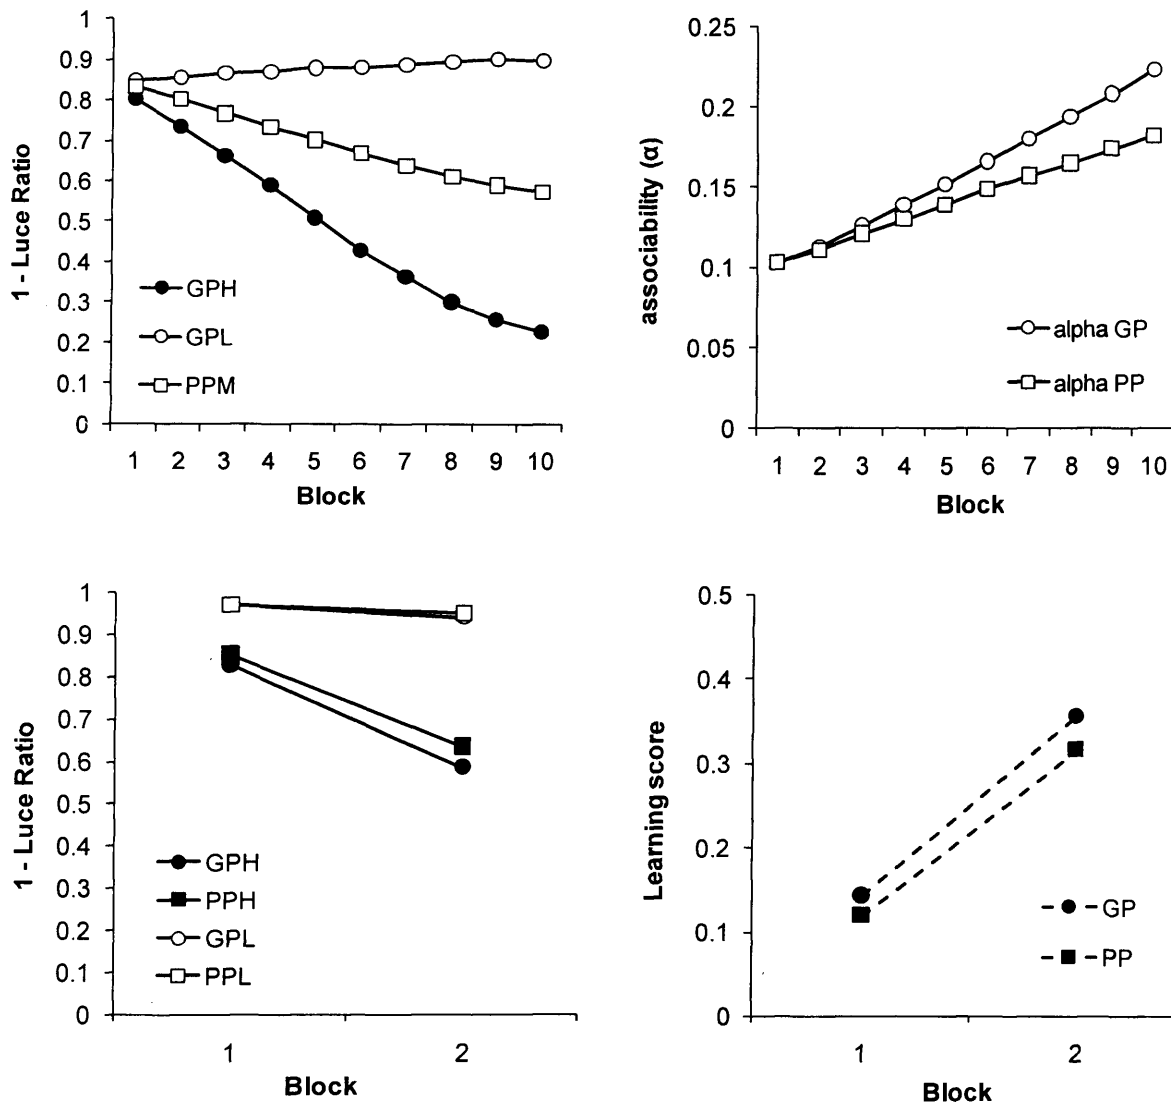 1 - Luce Ratio
1
0.9
0.8
0.7
0.6
0.5
0.4
0.3
0.2
0.1
0
GPH
GPL
PPM
1 2 3 4 5 6 7 8 9 10
Block
associability (α)
0.25
0.2
0.15
0.1
0.05
0
alpha GP
alpha PP
1 2 3 4 5 6 7 8 9 10
Block
1 - Luce Ratio
1
0.9
0.8
0.7
0.6
0.5
0.4
0.3
0.2
0.1
0
GPH
PPH
GPL
PPL
1 2
Block
Learning score
0.5
0.4
0.3
0.2
0.1
0
GP
PP
1 2
Block